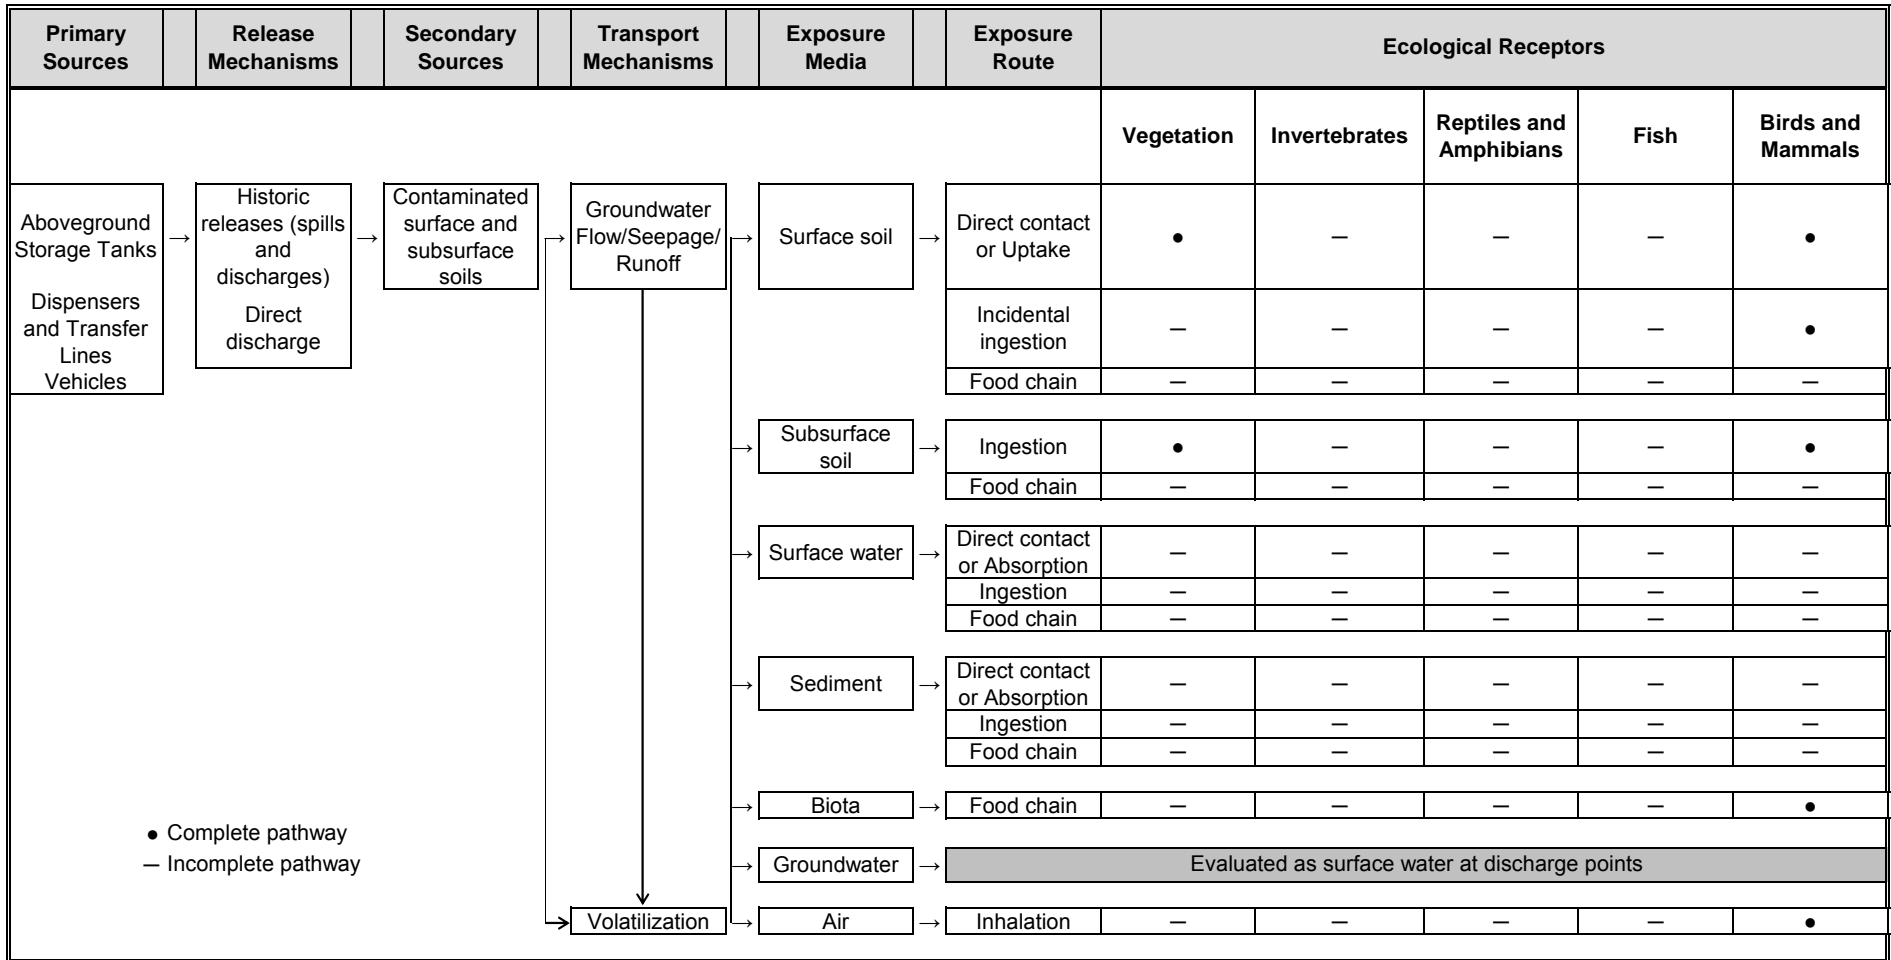 Primary Sources
Release Mechanisms
Secondary Sources
Transport Mechanisms
Exposure Media
Exposure Route
Ecological Receptors
Vegetation
Invertebrates
Reptiles and Amphibians
Fish
Birds and Mammals
Aboveground
Storage Tanks
Dispensers
and Transfer
Lines
Vehicles
→
Historic
releases (spills
and
discharges)
Direct
discharge
→
Contaminated
surface and
subsurface
soils
→
Groundwater
Flow/Seepage/
Runoff
→ Surface soil →
Direct contact
or Uptake
● — — — ●
Incidental
ingestion
— — — — ●
Food chain — — — — —
→ Subsurface
soil →
Ingestion ● — — — ●
Food chain — — — — —
→ Surface water →
Direct contact
or Absorption
— — — — —
Ingestion — — — — —
Food chain — — — — —
→ Sediment →
Direct contact
or Absorption
— — — — —
Ingestion — — — — —
Food chain — — — — —
→ Biota → Food chain — — — — ●
● Complete pathway
— Incomplete pathway
→ Groundwater → Evaluated as surface water at discharge points
Volatilization → Air → Inhalation — — — — ●